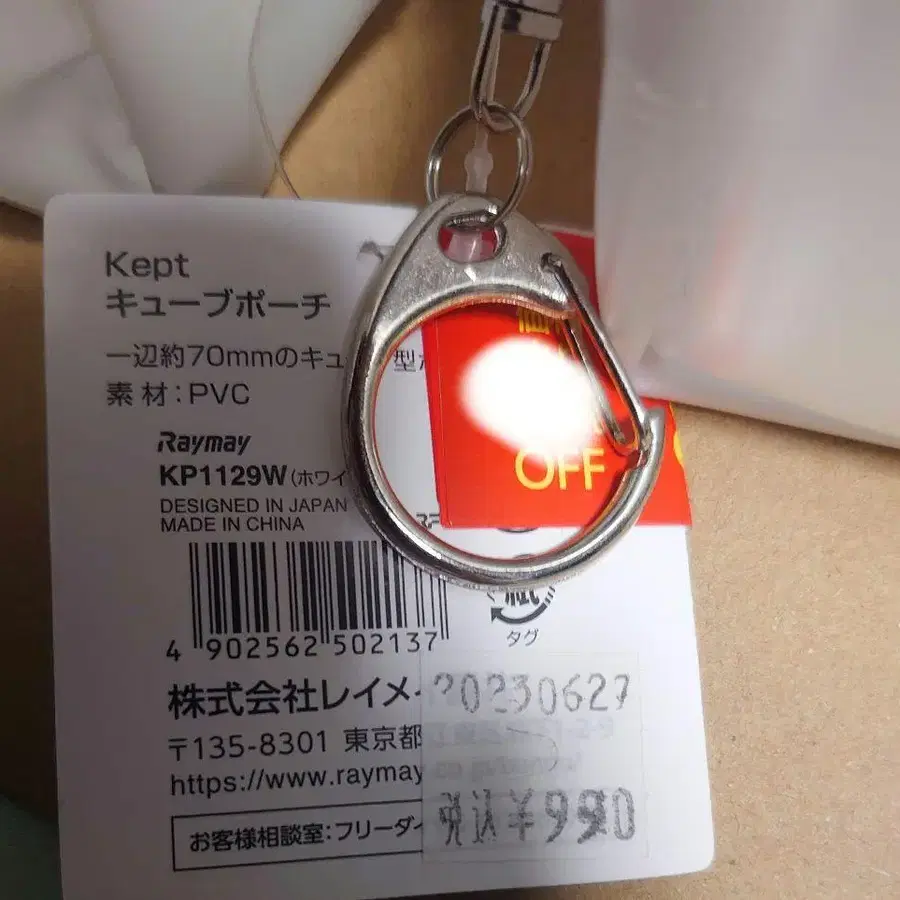 Kept
キューブポーチ
一辺約70mmのキュ 型
素材：PVC
OFF
Raymay
KP1129W(ホワイ
DESIGNED IN JAPAN
MADE IN CHINA
タグ
4 902562 502137
株式会社レイメイ
20230627
〒135-8301 東京都
https://www.raymay
税込¥990
お客様相談室：フリーダイ